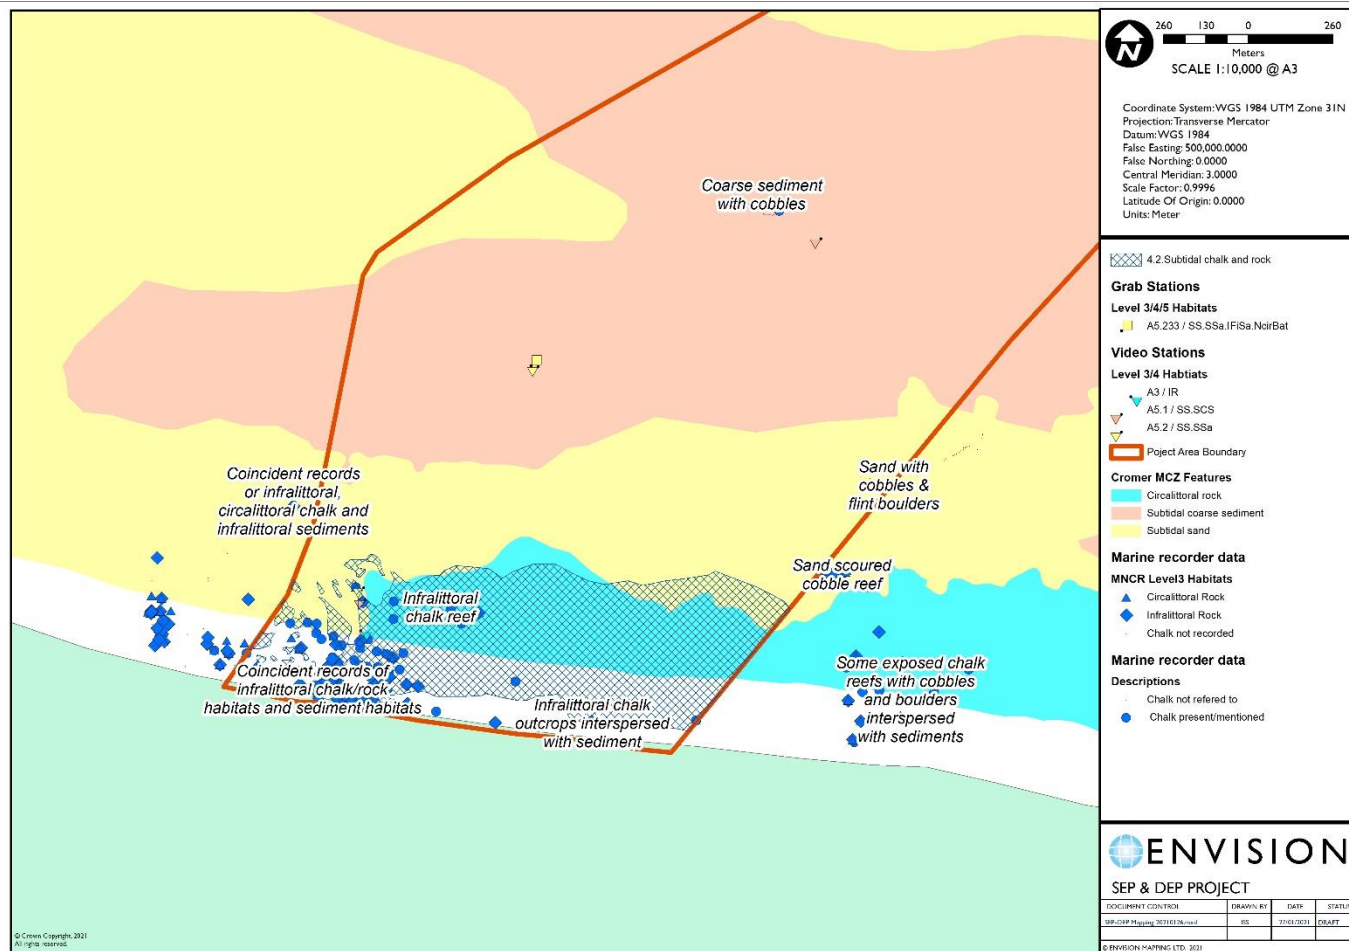 Coarse sediment
with cobbles
Coincident records
or infralittoral,
circalittoral chalk and
infralittoral sediments
Sand with
cobbles &
flint boulders
Sand scoured
cobble reef
Infralittoral
chalk reef
Some exposed chalk
reefs with cobbles
and boulders
interspersed
with sediments
Coincident records of
infralittoral chalk/rock
habitats and sediment habitats
Infralittoral chalk
outcrops interspersed
with sediment
© Crown Copyright, 2021
All rights reserved.
N
260 130 0 260
Meters
SCALE 1:10,000 @ A3
Coordinate System: WGS 1984 UTM Zone 31N
Projection: Transverse Mercator
Datum: WGS 1984
False Easting: 500,000.0000
False Northing: 0.0000
Central Meridian: 3.0000
Scale Factor: 0.9996
Latitude Of Origin: 0.0000
Units: Meter
4.2.Subtidal chalk and rock
Grab Stations
Level 3/4/5 Habitats
A5.233 / SS.SSa.IFiSa.NcirBat
Video Stations
Level 3/4 Habtiats
A3 / IR
A5.1 / SS.SCS
A5.2 / SS.SSa
Poject Area Boundary
Cromer MCZ Features
Circalittoral rock
Subtidal coarse sediment
Subtidal sand
Marine recorder data
MNCR Level3 Habitats
Circalittoral Rock
Infralittoral Rock
Chalk not recorded
Marine recorder data
Descriptions
Chalk not refered to
Chalk present/mentioned
ENVISION
SEP & DEP PROJECT
DOCUMENT CONTROL DRAWN BY DATE STATUS
SEP-DEP Mapping 20210126.mxd DRAFT
© ENVISION MAPPING LTD. 2021